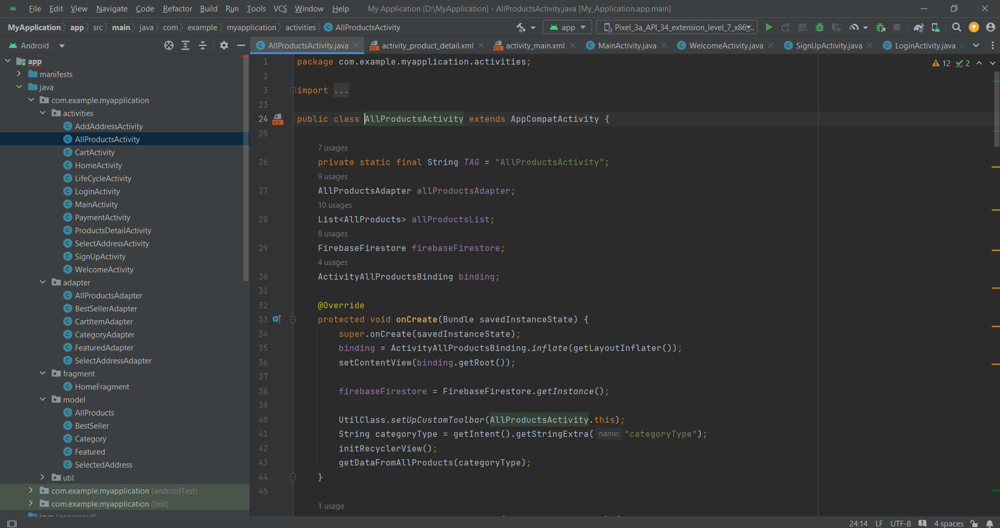 File Edit View Navigate Code Refactor Build Run Tools VCS Window Help My Application [D:\MyApplication] - AllProductsActivity.java [My_Application.app.main]
MyApplication app src main java com example myapplication activities AllProductsActivity app Pixel_3a_API_34_extension_level_7_x86...
Android
AllProductsActivity.java activity_product_detail.xml activity_main.xml MainActivity.java WelcomeActivity.java SignUpActivity.java LoginActivity.java
app
manifests
java
com.example.myapplication
activities
AddAddressActivity
AllProductsActivity
CartActivity
HomeActivity
LifeCycleActivity
LoginActivity
MainActivity
PaymentActivity
ProductsDetailActivity
SelectAddressActivity
SignUpActivity
WelcomeActivity
adapter
AllProductsAdapter
BestSellerAdapter
CartItemAdapter
CategoryAdapter
FeaturedAdapter
SelectAddressAdapter
fragment
HomeFragment
model
AllProducts
BestSeller
Category
Featured
SelectedAddress
util
com.example.myapplication (androidTest)
com.example.myapplication (test)
java (generated)
12 2
1 package com.example.myapplication.activities;
2
3 import ...
23
24 public class AllProductsActivity extends AppCompatActivity {
25
7 usages
26 private static final String TAG = "AllProductsActivity";
9 usages
27 AllProductsAdapter allProductsAdapter;
10 usages
28 List<AllProducts> allProductsList;
8 usages
29 FirebaseFirestore firebaseFirestore;
4 usages
30 ActivityAllProductsBinding binding;
31
32 @Override
33 protected void onCreate(Bundle savedInstanceState) {
34 super.onCreate(savedInstanceState);
35 binding = ActivityAllProductsBinding.inflate(getLayoutInflater());
36 setContentView(binding.getRoot());
37
38 firebaseFirestore = FirebaseFirestore.getInstance();
39
40 UtilClass.setUpCustomToolbar(AllProductsActivity.this);
41 String categoryType = getIntent().getStringExtra( name: "categoryType");
42 initRecyclerView();
43 getDataFromAllProducts(categoryType);
44 }
45
1 usage
24:14 LF UTF-8 4 spaces